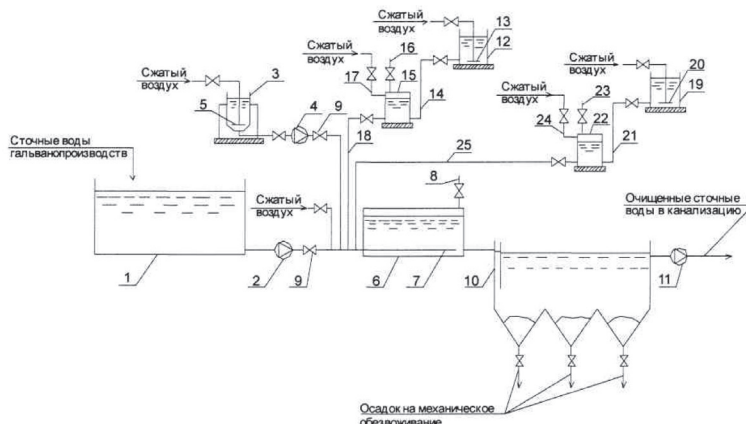 Сжатый
воздух
13
12
Сжатый
воздух
16
15
17
14
Сжатый
воздух
3
5
4
9
18
Сжатый
воздух
20
19
Сжатый
воздух
23
22
24
21
25
Сточные воды
гальванопроизводств
8
Сжатый
воздух
Очищенные сточные
воды в канализацию
1
2
9
6
7
10
11
Осадок на механическое
обезвоживание